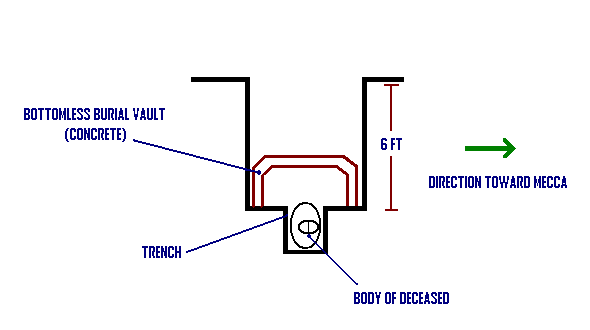 BOTTOMLESS BURIAL VAULT
(CONCRETE)
6 FT
DIRECTION TOWARD MECCA
TRENCH
BODY OF DECEASED